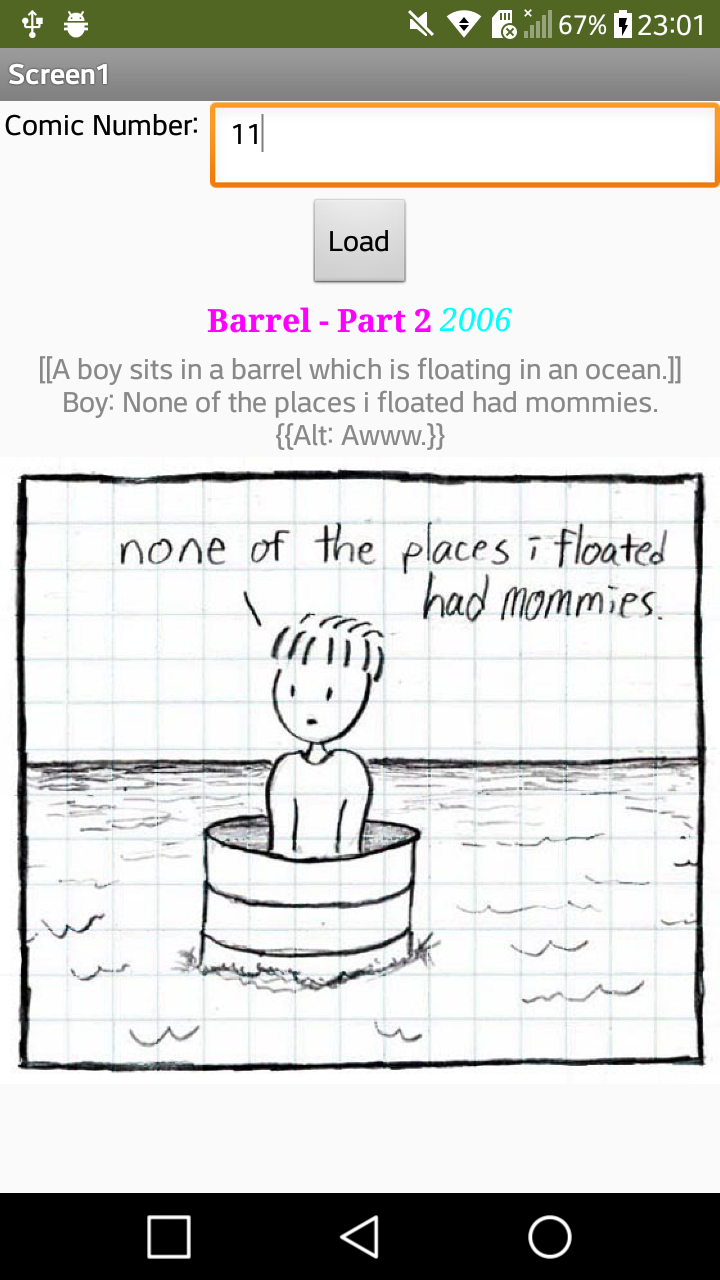 67% 23:01
Screen1
Comic Number: 11
Load
Barrel - Part 2 2006
[[A boy sits in a barrel which is floating in an ocean.]]
Boy: None of the places i floated had mommies.
{{Alt: Awww.}}
none of the places i floated
had mommies.